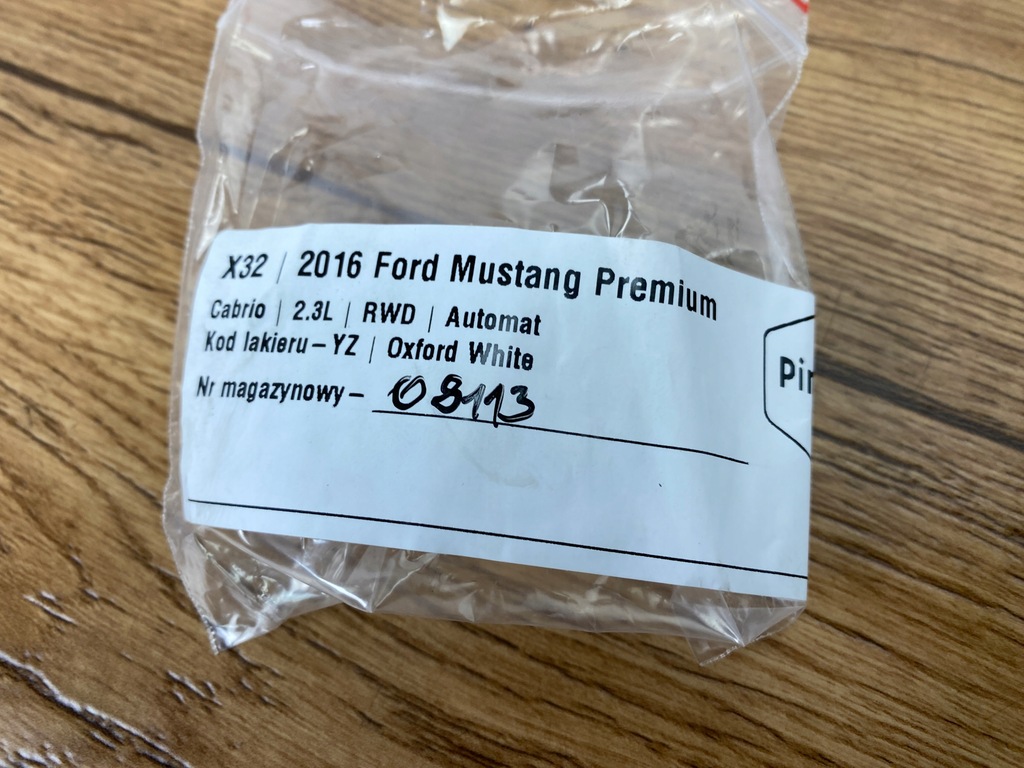 X32 | 2016 Ford Mustang Premium
Cabrio | 2.3L | RWD | Automat
Kod lakieru – YZ | Oxford White
Nr magazynowy – 08113